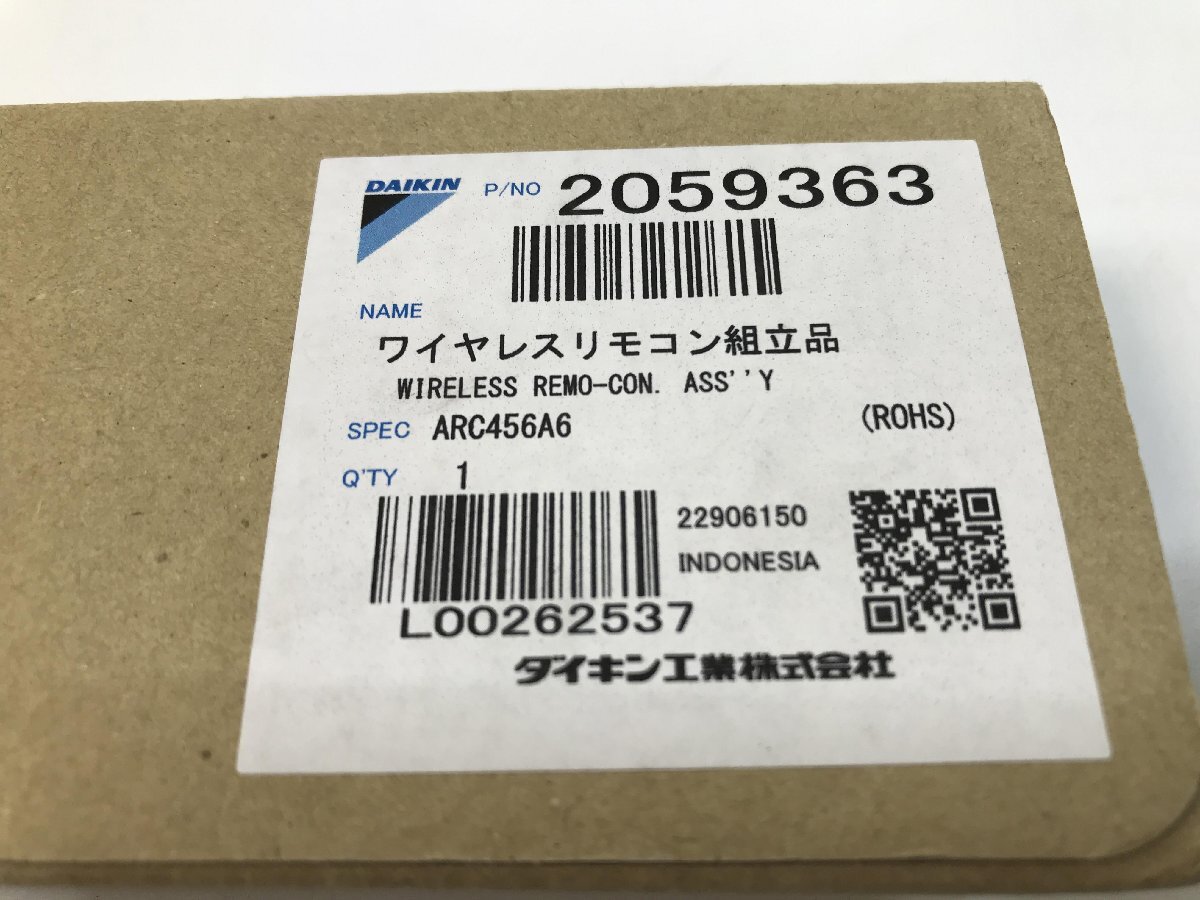 DAIKIN P/NO 2059363
NAME
ワイヤレスリモコン組立品
WIRELESS REMO-CON. ASS''Y
SPEC ARC456A6 (ROHS)
Q'TY 1
22906150
INDONESIA
L00262537
ダイキン工業株式会社